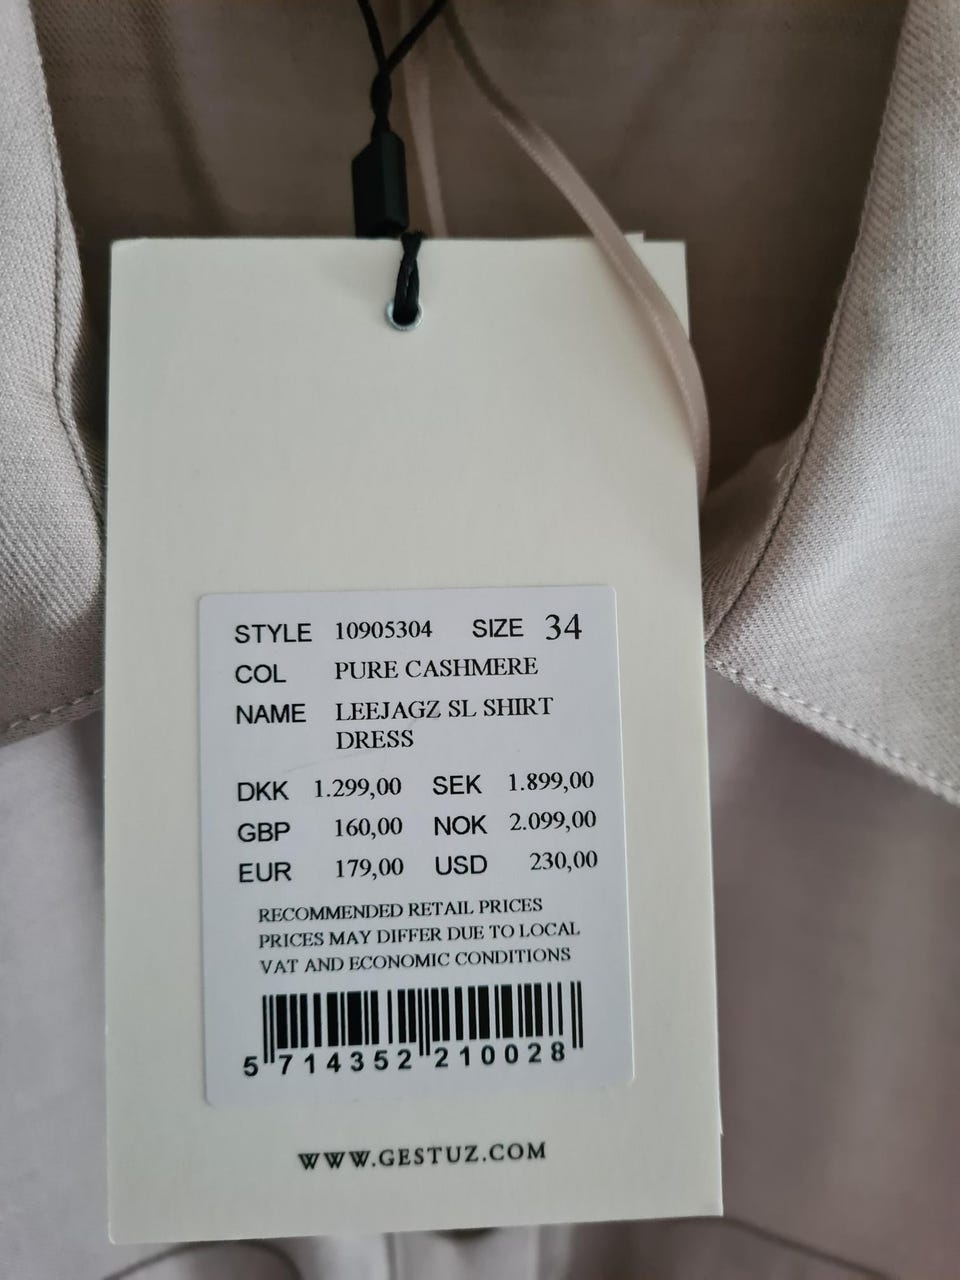 STYLE 10905304 SIZE 34
COL PURE CASHMERE
NAME LEEJAGZ SL SHIRT
DRESS
DKK 1.299,00 SEK 1.899,00
GBP 160,00 NOK 2.099,00
EUR 179,00 USD 230,00
RECOMMENDED RETAIL PRICES
PRICES MAY DIFFER DUE TO LOCAL
VAT AND ECONOMIC CONDITIONS
5 714352 210028
WWW.GESTUZ.COM